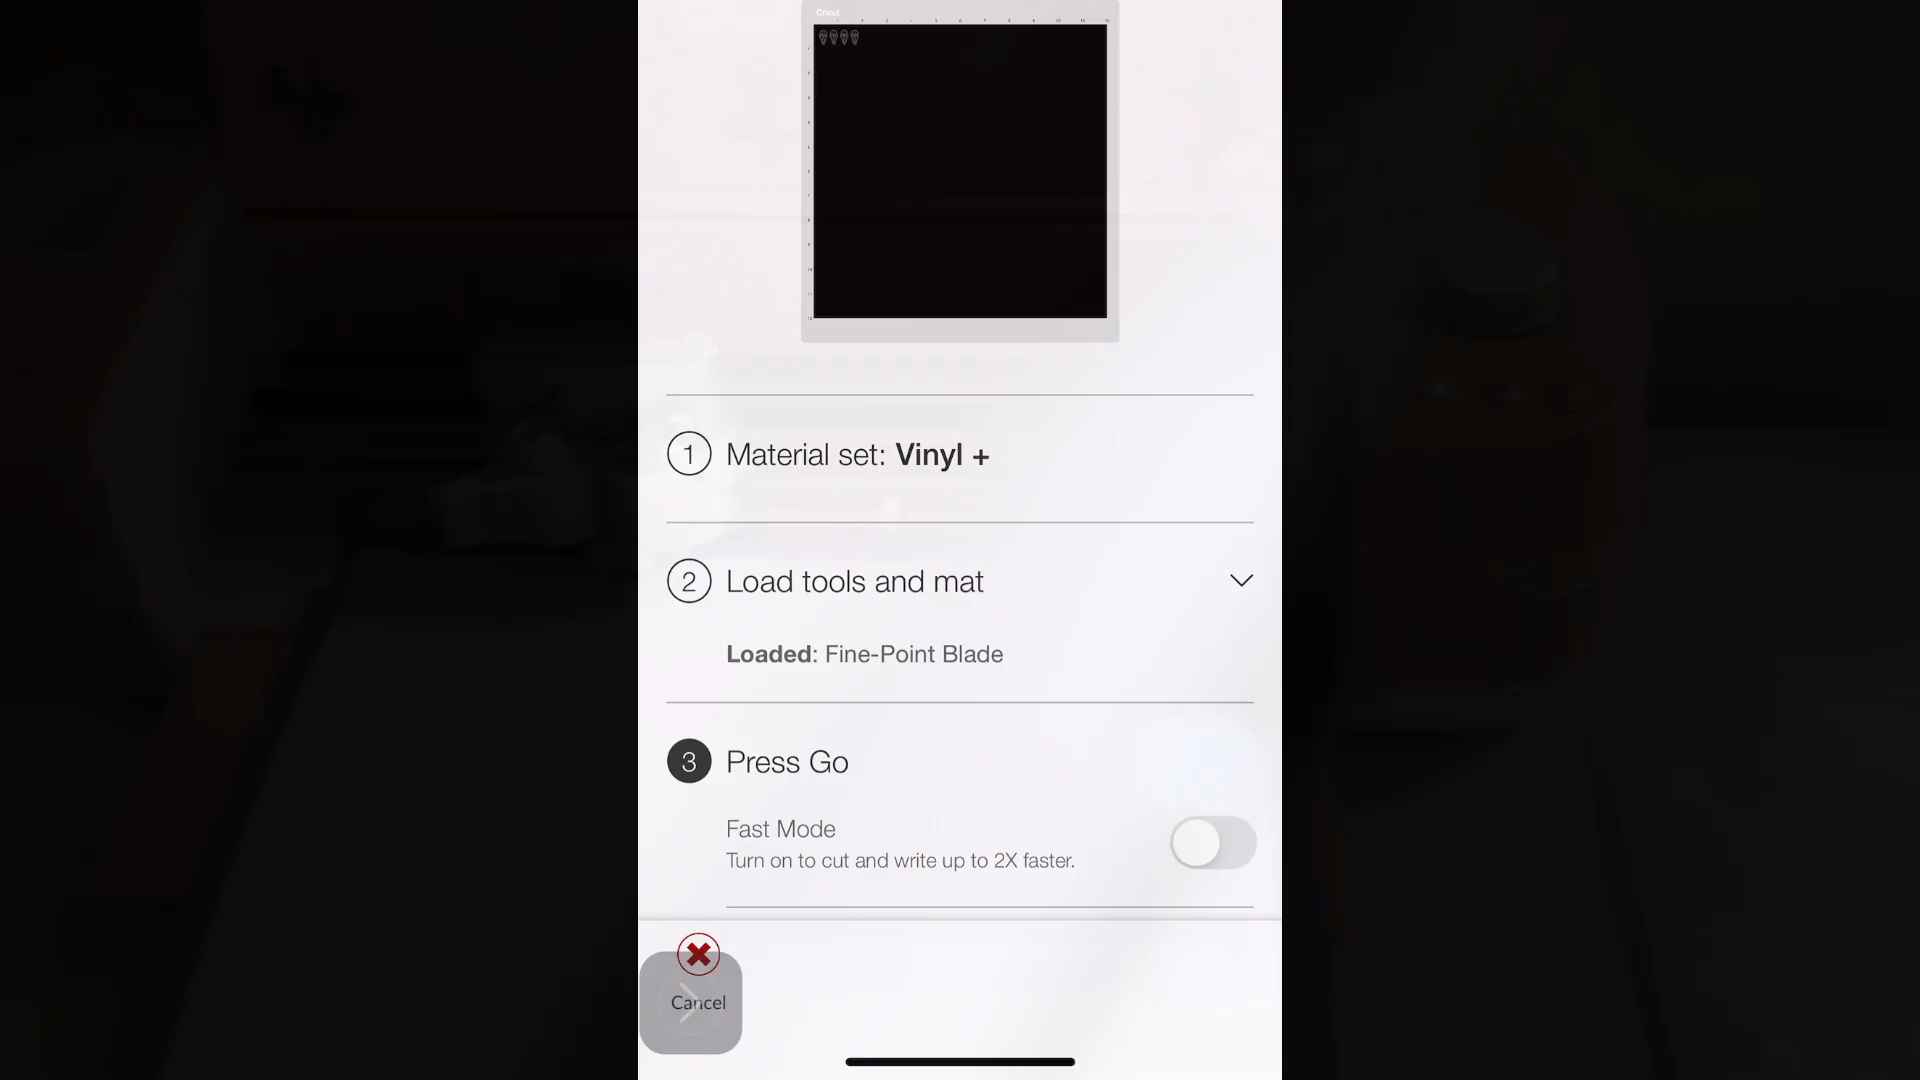 Cricut
1 Material set: Vinyl +
2 Load tools and mat
Loaded: Fine-Point Blade
3 Press Go
Fast Mode
Turn on to cut and write up to 2X faster.
Cancel